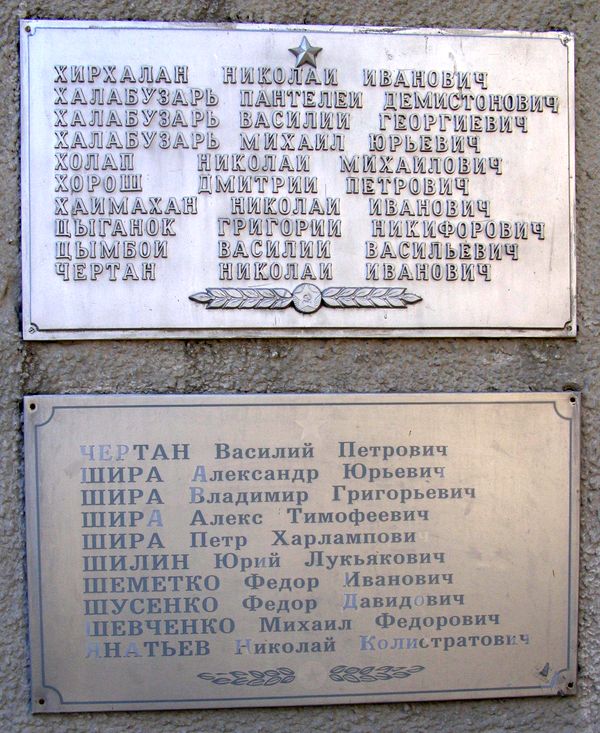 ХИРХАЛАН НИКОЛАИ ИВАНОВИЧ
ХАЛАБУЗАРЬ ПАНТЕЛЕИ ДЕМИСТОНОВИЧ
ХАЛАБУЗАРЬ ВАСИЛИИ ГЕОРГИЕВИЧ
ХАЛАБУЗАРЬ МИХАИЛ ЮРЬЕВИЧ
ХОЛАП НИКОЛАИ МИХАИЛОВИЧ
ХОРОШ ДМИТРИИ ПЕТРОВИЧ
ХАИМАХАН НИКОЛАИ ИВАНОВИЧ
ЦЫГАНОК ГРИГОРИИ НИКИФОРОВИЧ
ЦЫМБОИ ВАСИЛИИ ВАСИЛЬЕВИЧ
ЧЕРТАН НИКОЛАИ ИВАНОВИЧ
ЧЕРТАН Василий Петрович
ШИРА Александр Юрьевич
ШИРА Владимир Григорьевич
ШИРА Алекс Тимофеевич
ШИРА Петр Харлампович
ШИЛИН Юрий Лукьякович
ШЕМЕТКО Федор Иванович
ШУСЕНКО Федор Давидович
ШЕВЧЕНКО Михаил Федорович
ЯНАТЬЕВ Николай Колистратович